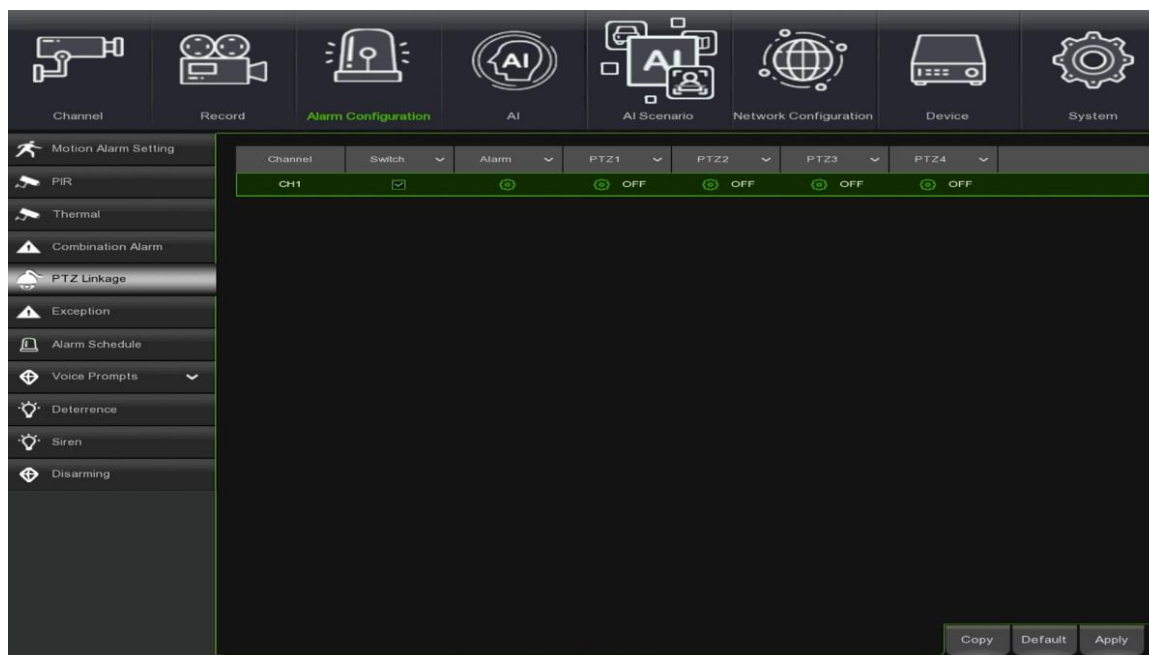 AI
AI
Channel
Record
Alarm Configuration
AI
AI Scenario
Network Configuration
Device
System
Motion Alarm Setting
PIR
Thermal
Combination Alarm
PTZ Linkage
Exception
Alarm Schedule
Voice Prompts
Deterrence
Siren
Disarming
Channel Switch Alarm PTZ1 PTZ2 PTZ3 PTZ4
CH1 OFF OFF OFF OFF
Copy Default Apply